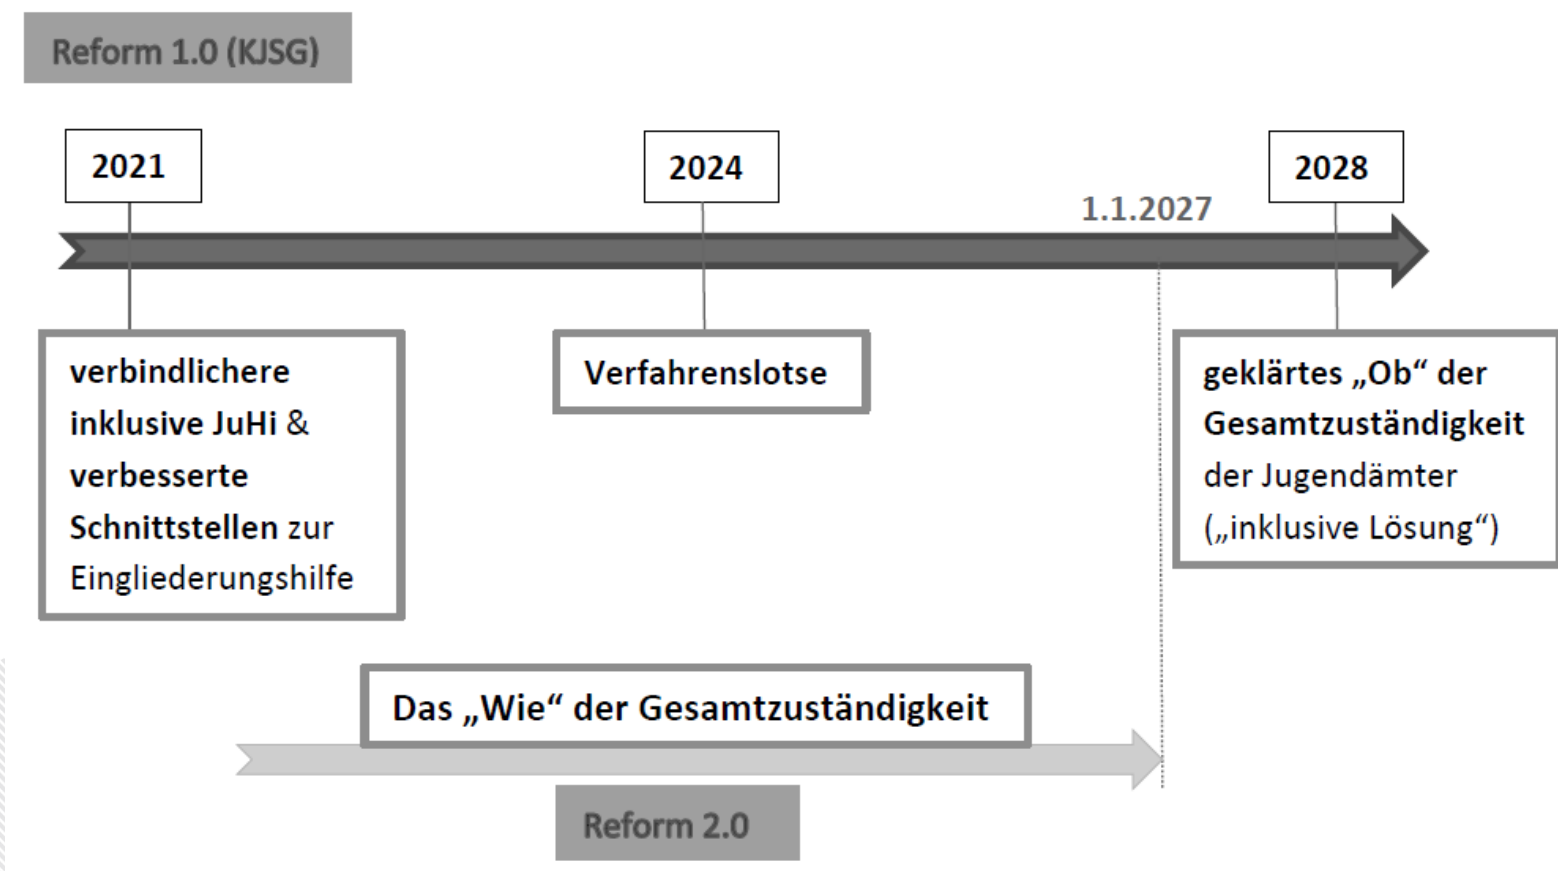 Reform 1.0 (KJSG)
2021
2024
2028
1.1.2027
verbindlichere
inklusive JuHi &
verbesserte
Schnittstellen zur
Eingliederungshilfe
Verfahrenslotse
geklärtes „Ob“ der
Gesamtzuständigkeit
der Jugendämter
(„inklusive Lösung“)
Das „Wie“ der Gesamtzuständigkeit
Reform 2.0